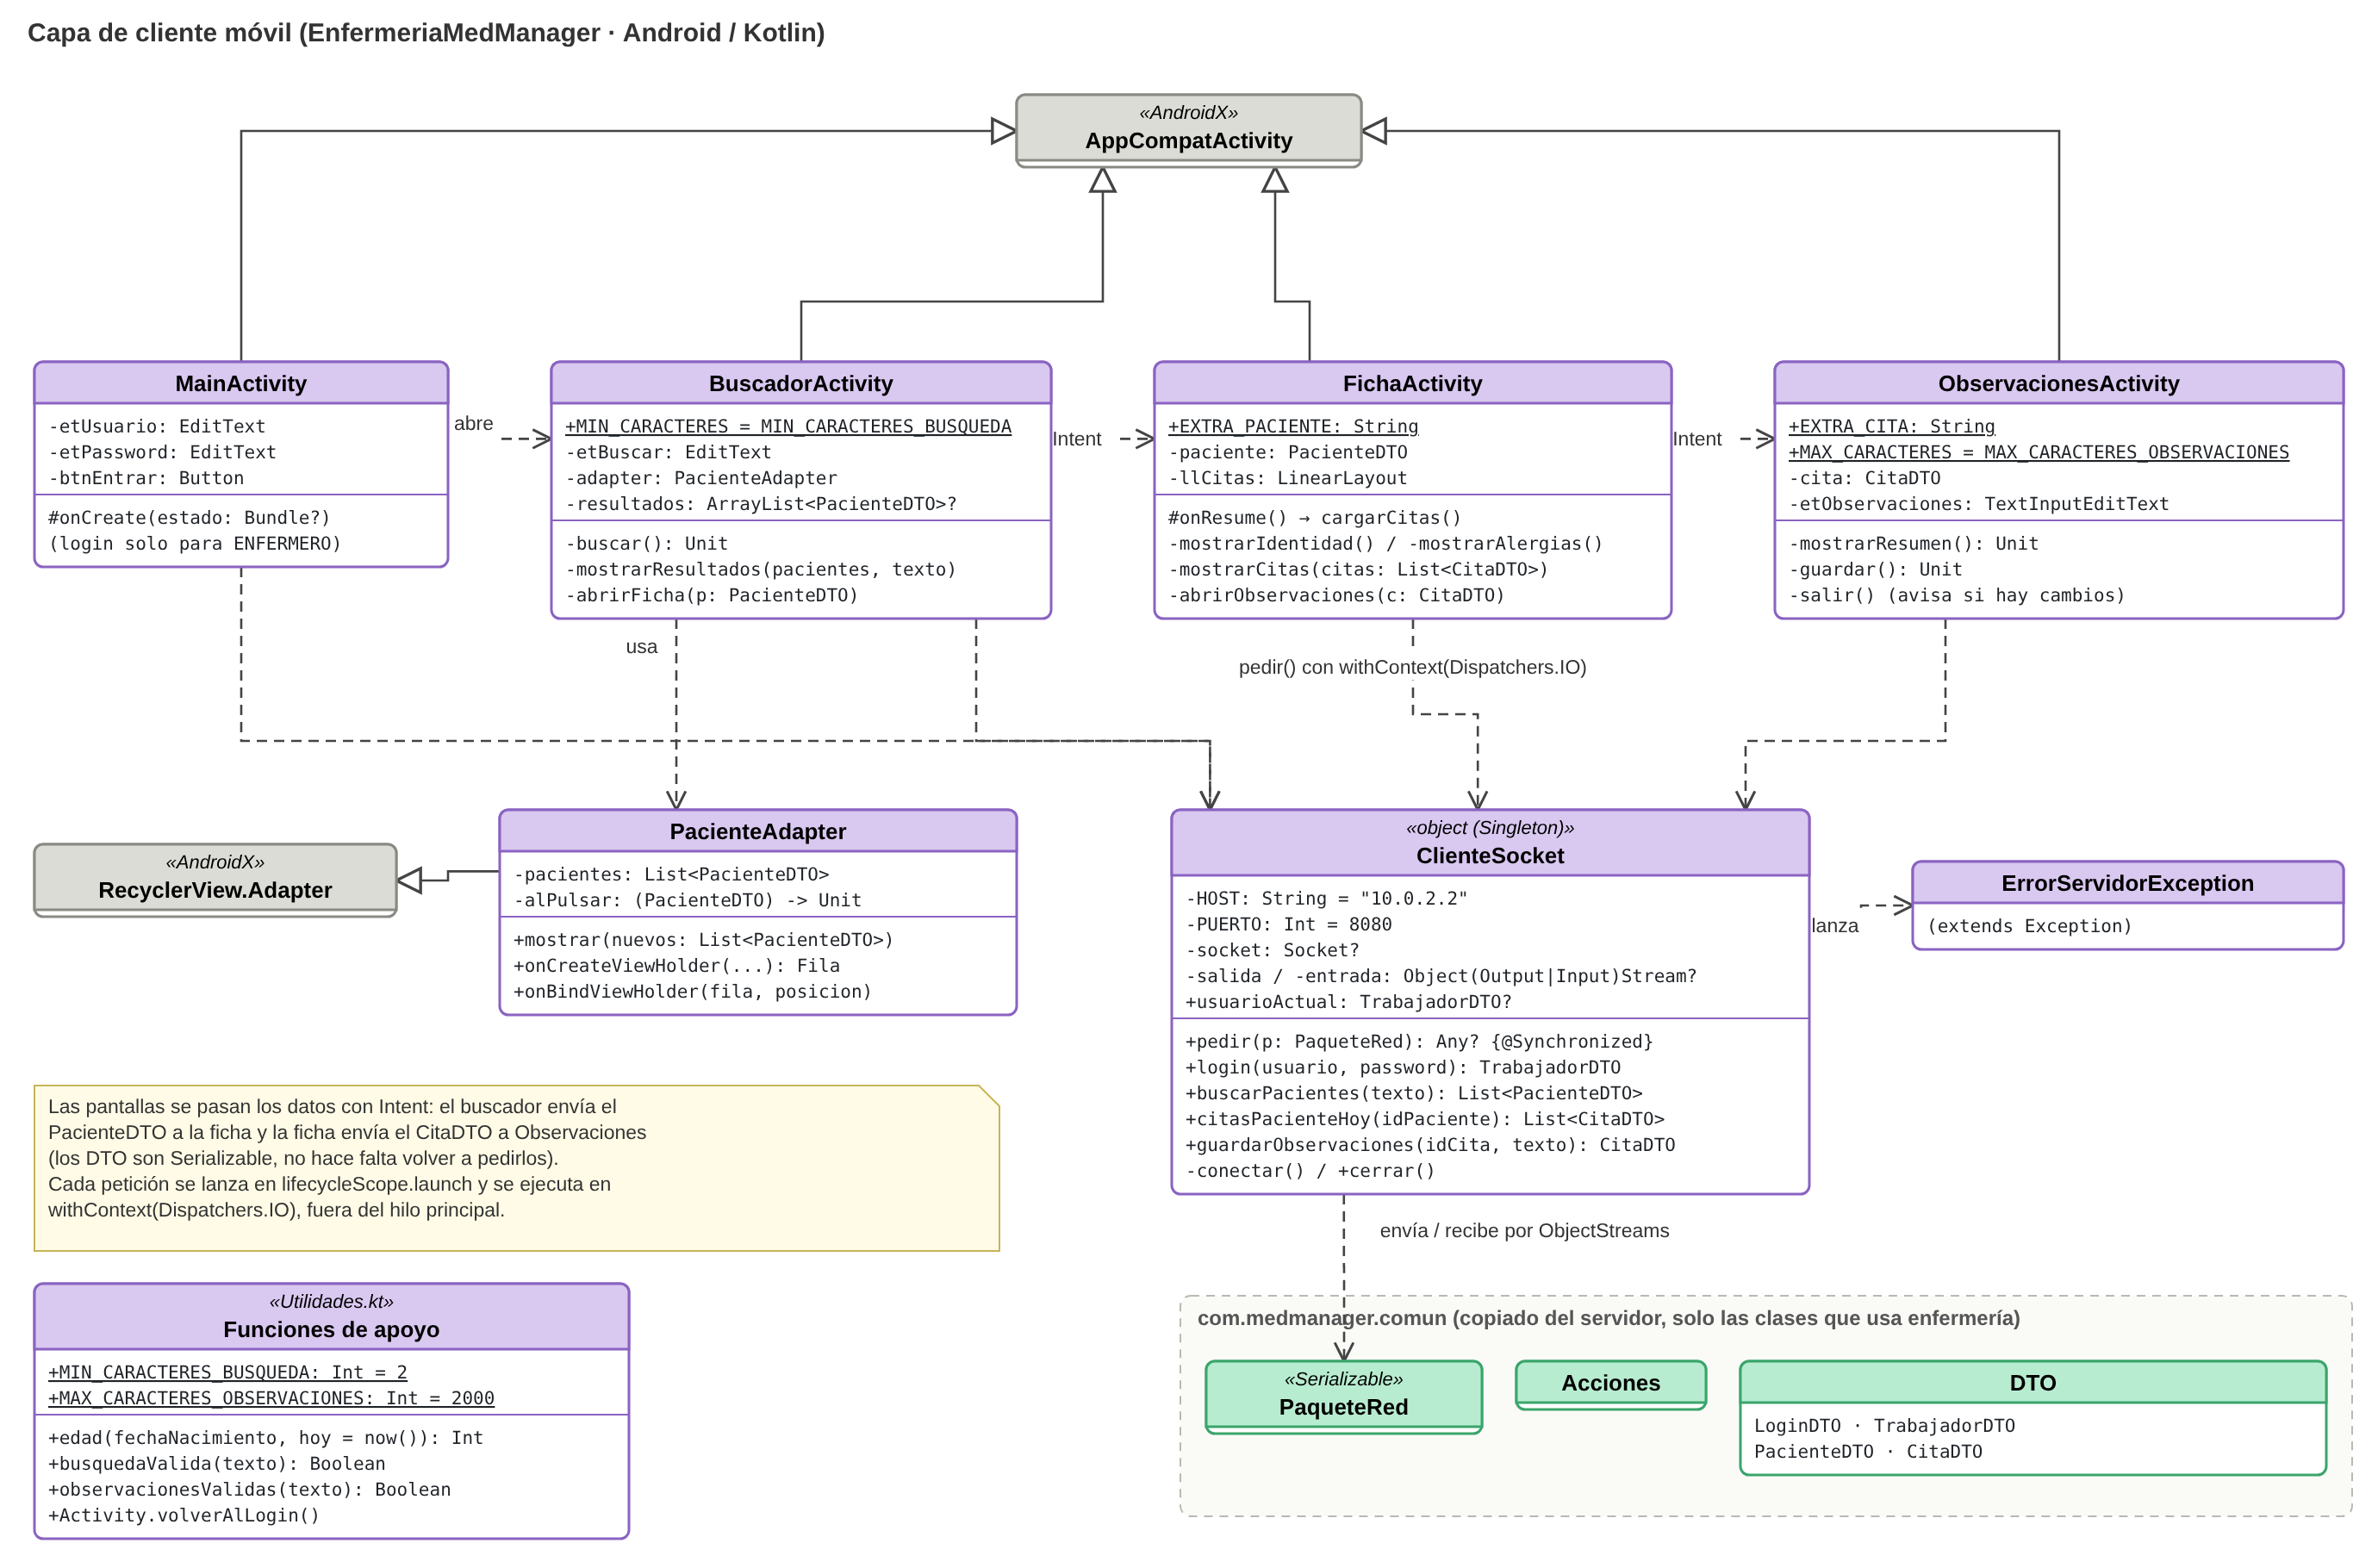 Capa de cliente móvil (EnfermeriaMedManager · Android / Kotlin)
«AndroidX»
AppCompatActivity
MainActivity
-etUsuario: EditText
-etPassword: EditText
-btnEntrar: Button
#onCreate(estado: Bundle?)
(login solo para ENFERMERO)
abre
BuscadorActivity
+MIN_CARACTERES = MIN_CARACTERES_BUSQUEDA
-etBuscar: EditText
-adapter: PacienteAdapter
-resultados: ArrayList<PacienteDTO>?
-buscar(): Unit
-mostrarResultados(pacientes, texto)
-abrirFicha(p: PacienteDTO)
Intent
FichaActivity
+EXTRA_PACIENTE: String
-paciente: PacienteDTO
-llCitas: LinearLayout
#onResume() → cargarCitas()
-mostrarIdentidad() / -mostrarAlergias()
-mostrarCitas(citas: List<CitaDTO>)
-abrirObservaciones(c: CitaDTO)
Intent
ObservacionesActivity
+EXTRA_CITA: String
+MAX_CARACTERES = MAX_CARACTERES_OBSERVACIONES
-cita: CitaDTO
-etObservaciones: TextInputEditText
-mostrarResumen(): Unit
-guardar(): Unit
-salir() (avisa si hay cambios)
usa
pedir() con withContext(Dispatchers.IO)
«AndroidX»
RecyclerView.Adapter
PacienteAdapter
-pacientes: List<PacienteDTO>
-alPulsar: (PacienteDTO) -> Unit
+mostrar(nuevos: List<PacienteDTO>)
+onCreateViewHolder(...): Fila
+onBindViewHolder(fila, posicion)
«object (Singleton)»
ClienteSocket
-HOST: String = "10.0.2.2"
-PUERTO: Int = 8080
-socket: Socket?
-salida / -entrada: Object(Output|Input)Stream?
+usuarioActual: TrabajadorDTO?
+pedir(p: PaqueteRed): Any? {@Synchronized}
+login(usuario, password): TrabajadorDTO
+buscarPacientes(texto): List<PacienteDTO>
+citasPacienteHoy(idPaciente): List<CitaDTO>
+guardarObservaciones(idCita, texto): CitaDTO
-conectar() / +cerrar()
lanza
ErrorServidorException
(extends Exception)
Las pantallas se pasan los datos con Intent: el buscador envía el
PacienteDTO a la ficha y la ficha envía el CitaDTO a Observaciones
(los DTO son Serializable, no hace falta volver a pedirlos).
Cada petición se lanza en lifecycleScope.launch y se ejecuta en
withContext(Dispatchers.IO), fuera del hilo principal.
envía / recibe por ObjectStreams
«Utilidades.kt»
Funciones de apoyo
+MIN_CARACTERES_BUSQUEDA: Int = 2
+MAX_CARACTERES_OBSERVACIONES: Int = 2000
+edad(fechaNacimiento, hoy = now()): Int
+busquedaValida(texto): Boolean
+observacionesValidas(texto): Boolean
+Activity.volverAlLogin()
com.medmanager.comun (copiado del servidor, solo las clases que usa enfermería)
«Serializable»
PaqueteRed
Acciones
DTO
LoginDTO · TrabajadorDTO
PacienteDTO · CitaDTO